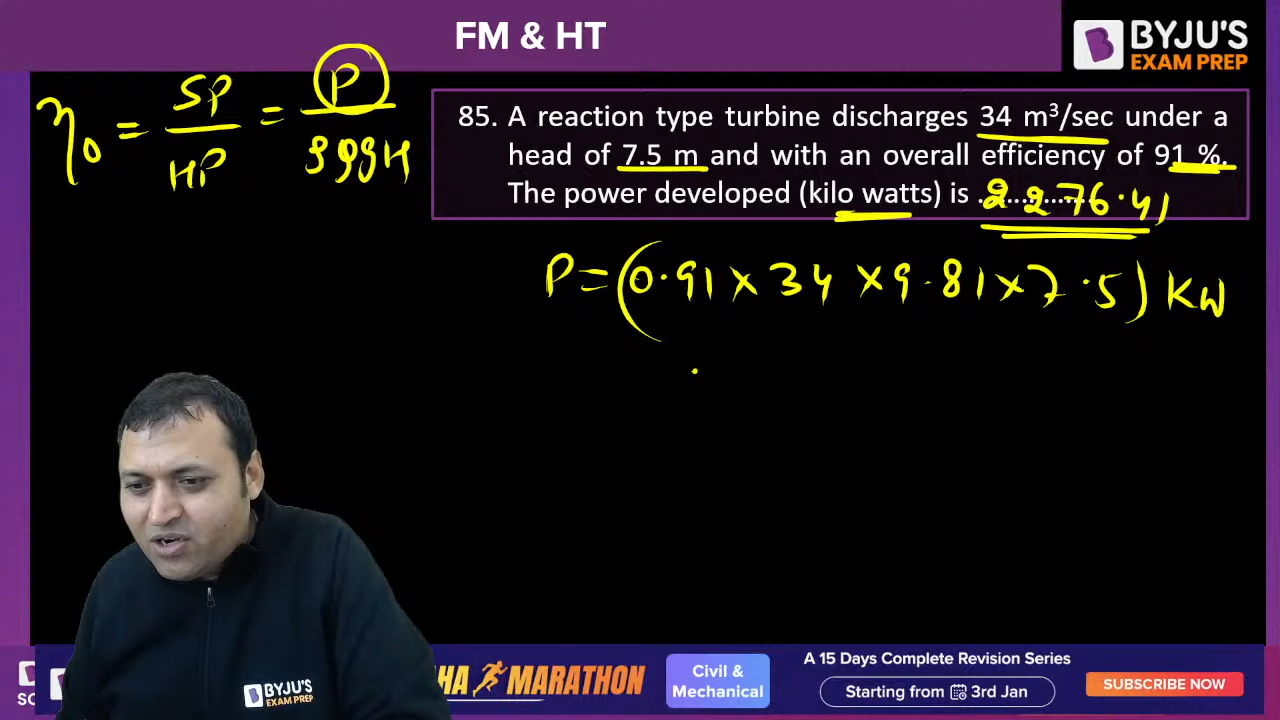 FM & HT
BYJU'S
EXAM PREP
η₀ = SP/HP = P/ρqgH
85. A reaction type turbine discharges 34 m³/sec under a
head of 7.5 m and with an overall efficiency of 91 %.
The power developed (kilo watts) is ..............
2276.41
P = (0.91 × 34 × 9.81 × 7.5) KW
BYJU'S
EXAM PREP
HA MARATHON
Civil &
Mechanical
A 15 Days Complete Revision Series
Starting from 3rd Jan
SUBSCRIBE NOW